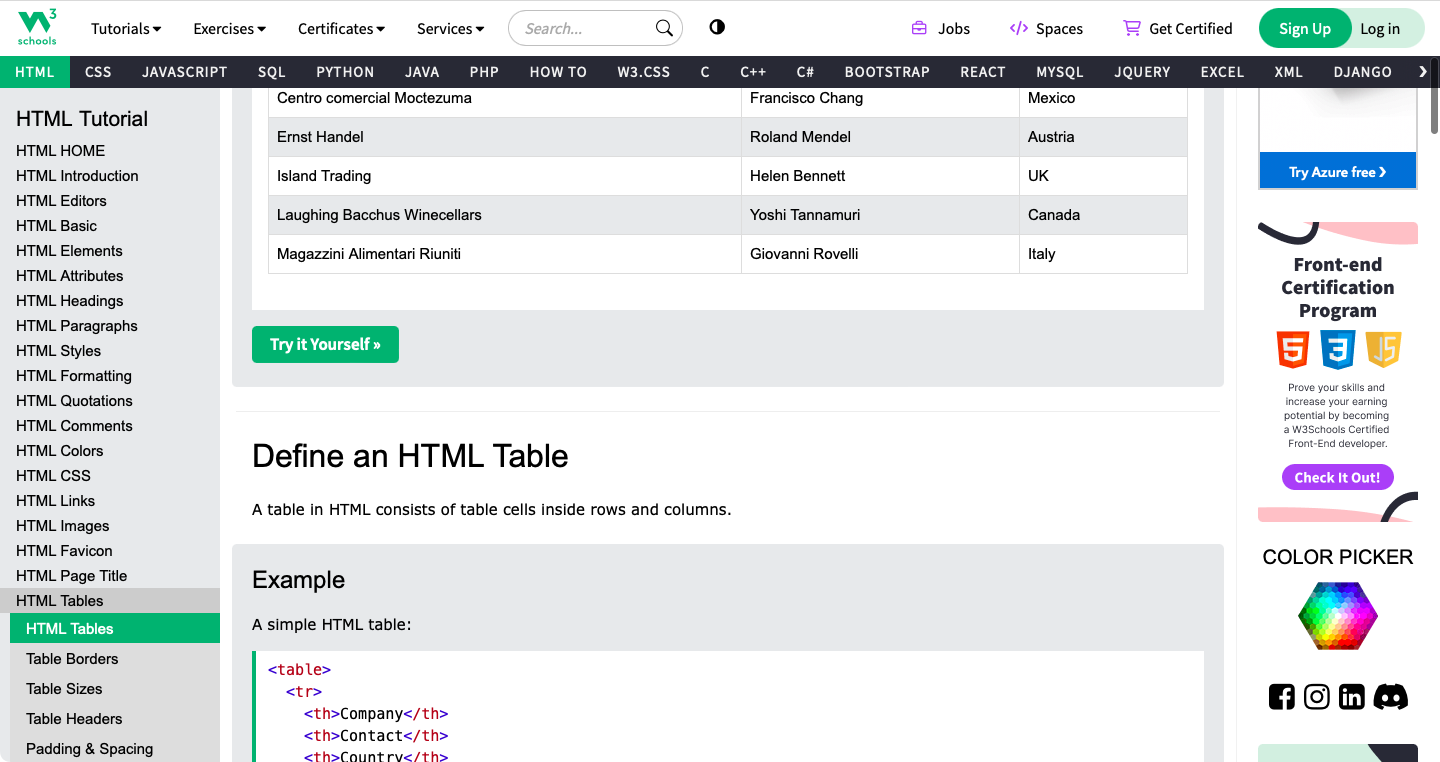 W3
schools
Tutorials
Exercises
Certificates
Services
Search...
Jobs
</> Spaces
Get Certified
Sign Up
Log in
HTML CSS JAVASCRIPT SQL PYTHON JAVA PHP HOW TO W3.CSS C C++ C# BOOTSTRAP REACT MYSQL JQUERY EXCEL XML DJANGO ❯
HTML Tutorial
HTML HOME
HTML Introduction
HTML Editors
HTML Basic
HTML Elements
HTML Attributes
HTML Headings
HTML Paragraphs
HTML Styles
HTML Formatting
HTML Quotations
HTML Comments
HTML Colors
HTML CSS
HTML Links
HTML Images
HTML Favicon
HTML Page Title
HTML Tables
HTML Tables
Table Borders
Table Sizes
Table Headers
Padding & Spacing
Centro comercial Moctezuma Francisco Chang Mexico
Ernst Handel Roland Mendel Austria
Island Trading Helen Bennett UK
Laughing Bacchus Winecellars Yoshi Tannamuri Canada
Magazzini Alimentari Riuniti Giovanni Rovelli Italy
Try it Yourself »
Define an HTML Table
A table in HTML consists of table cells inside rows and columns.
Example
A simple HTML table:
<table>
<tr>
<th>Company</th>
<th>Contact</th>
<th>Country</th>
Try Azure free ❯
Front-end
Certification
Program
5 3 JS
Prove your skills and
increase your earning
potential by becoming
a W3Schools Certified
Front-End developer.
Check It Out!
COLOR PICKER